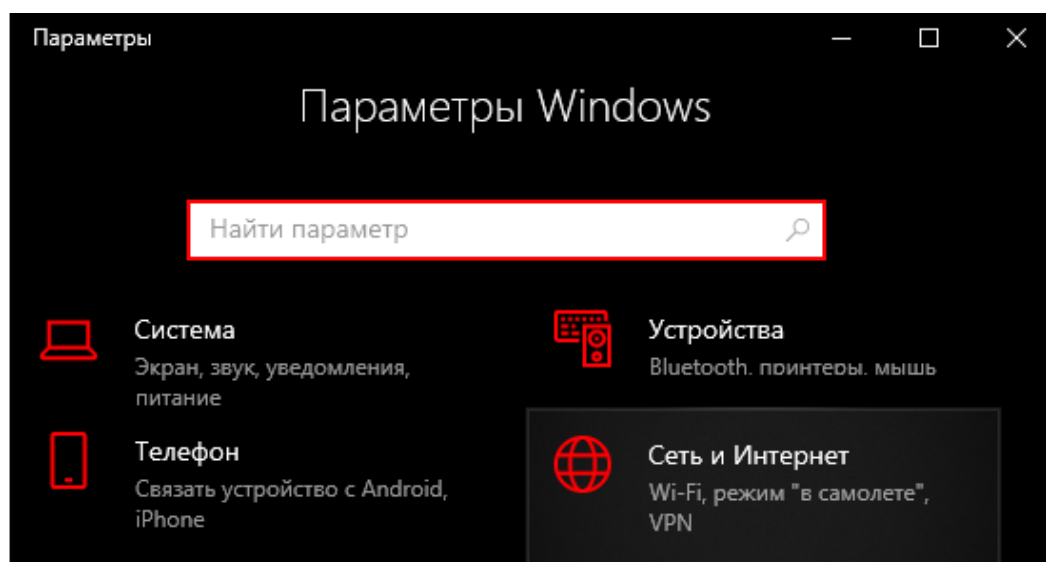 Параметры
Параметры Windows
Найти параметр
Система
Экран, звук, уведомления,
питание
Устройства
Bluetooth, принтеры, мышь
Телефон
Связать устройство с Android,
iPhone
Сеть и Интернет
Wi-Fi, режим "в самолете",
VPN